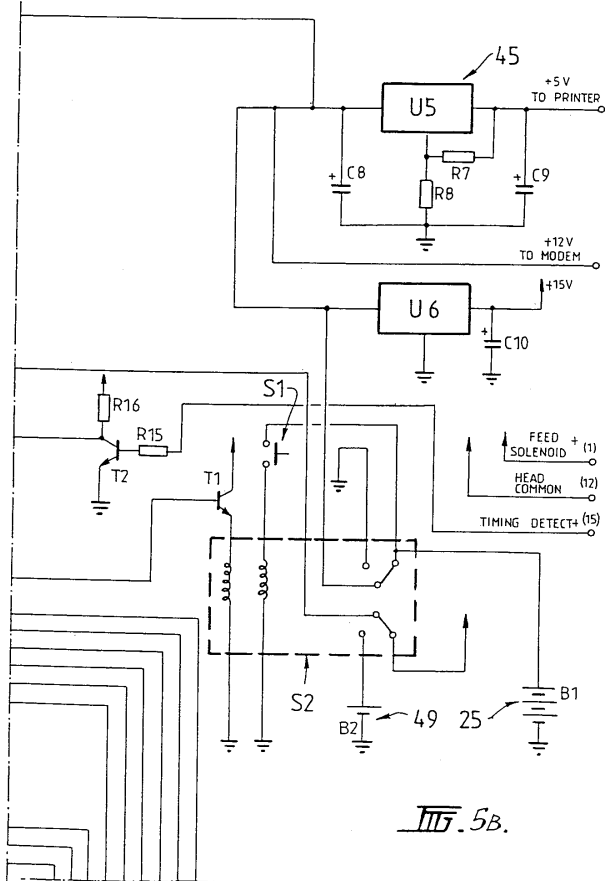 45
+5V
TO PRINTER
U5
R7
+ C8
R8
+ C9
+12V
TO MODEM
+15V
U6
+ C10
S1
R16
R15
T2
T1
FEED + (1)
SOLENOID
HEAD (12)
COMMON
TIMING DETECT+ (15)
S2
B2
49
25
B1
FIG. 5B.